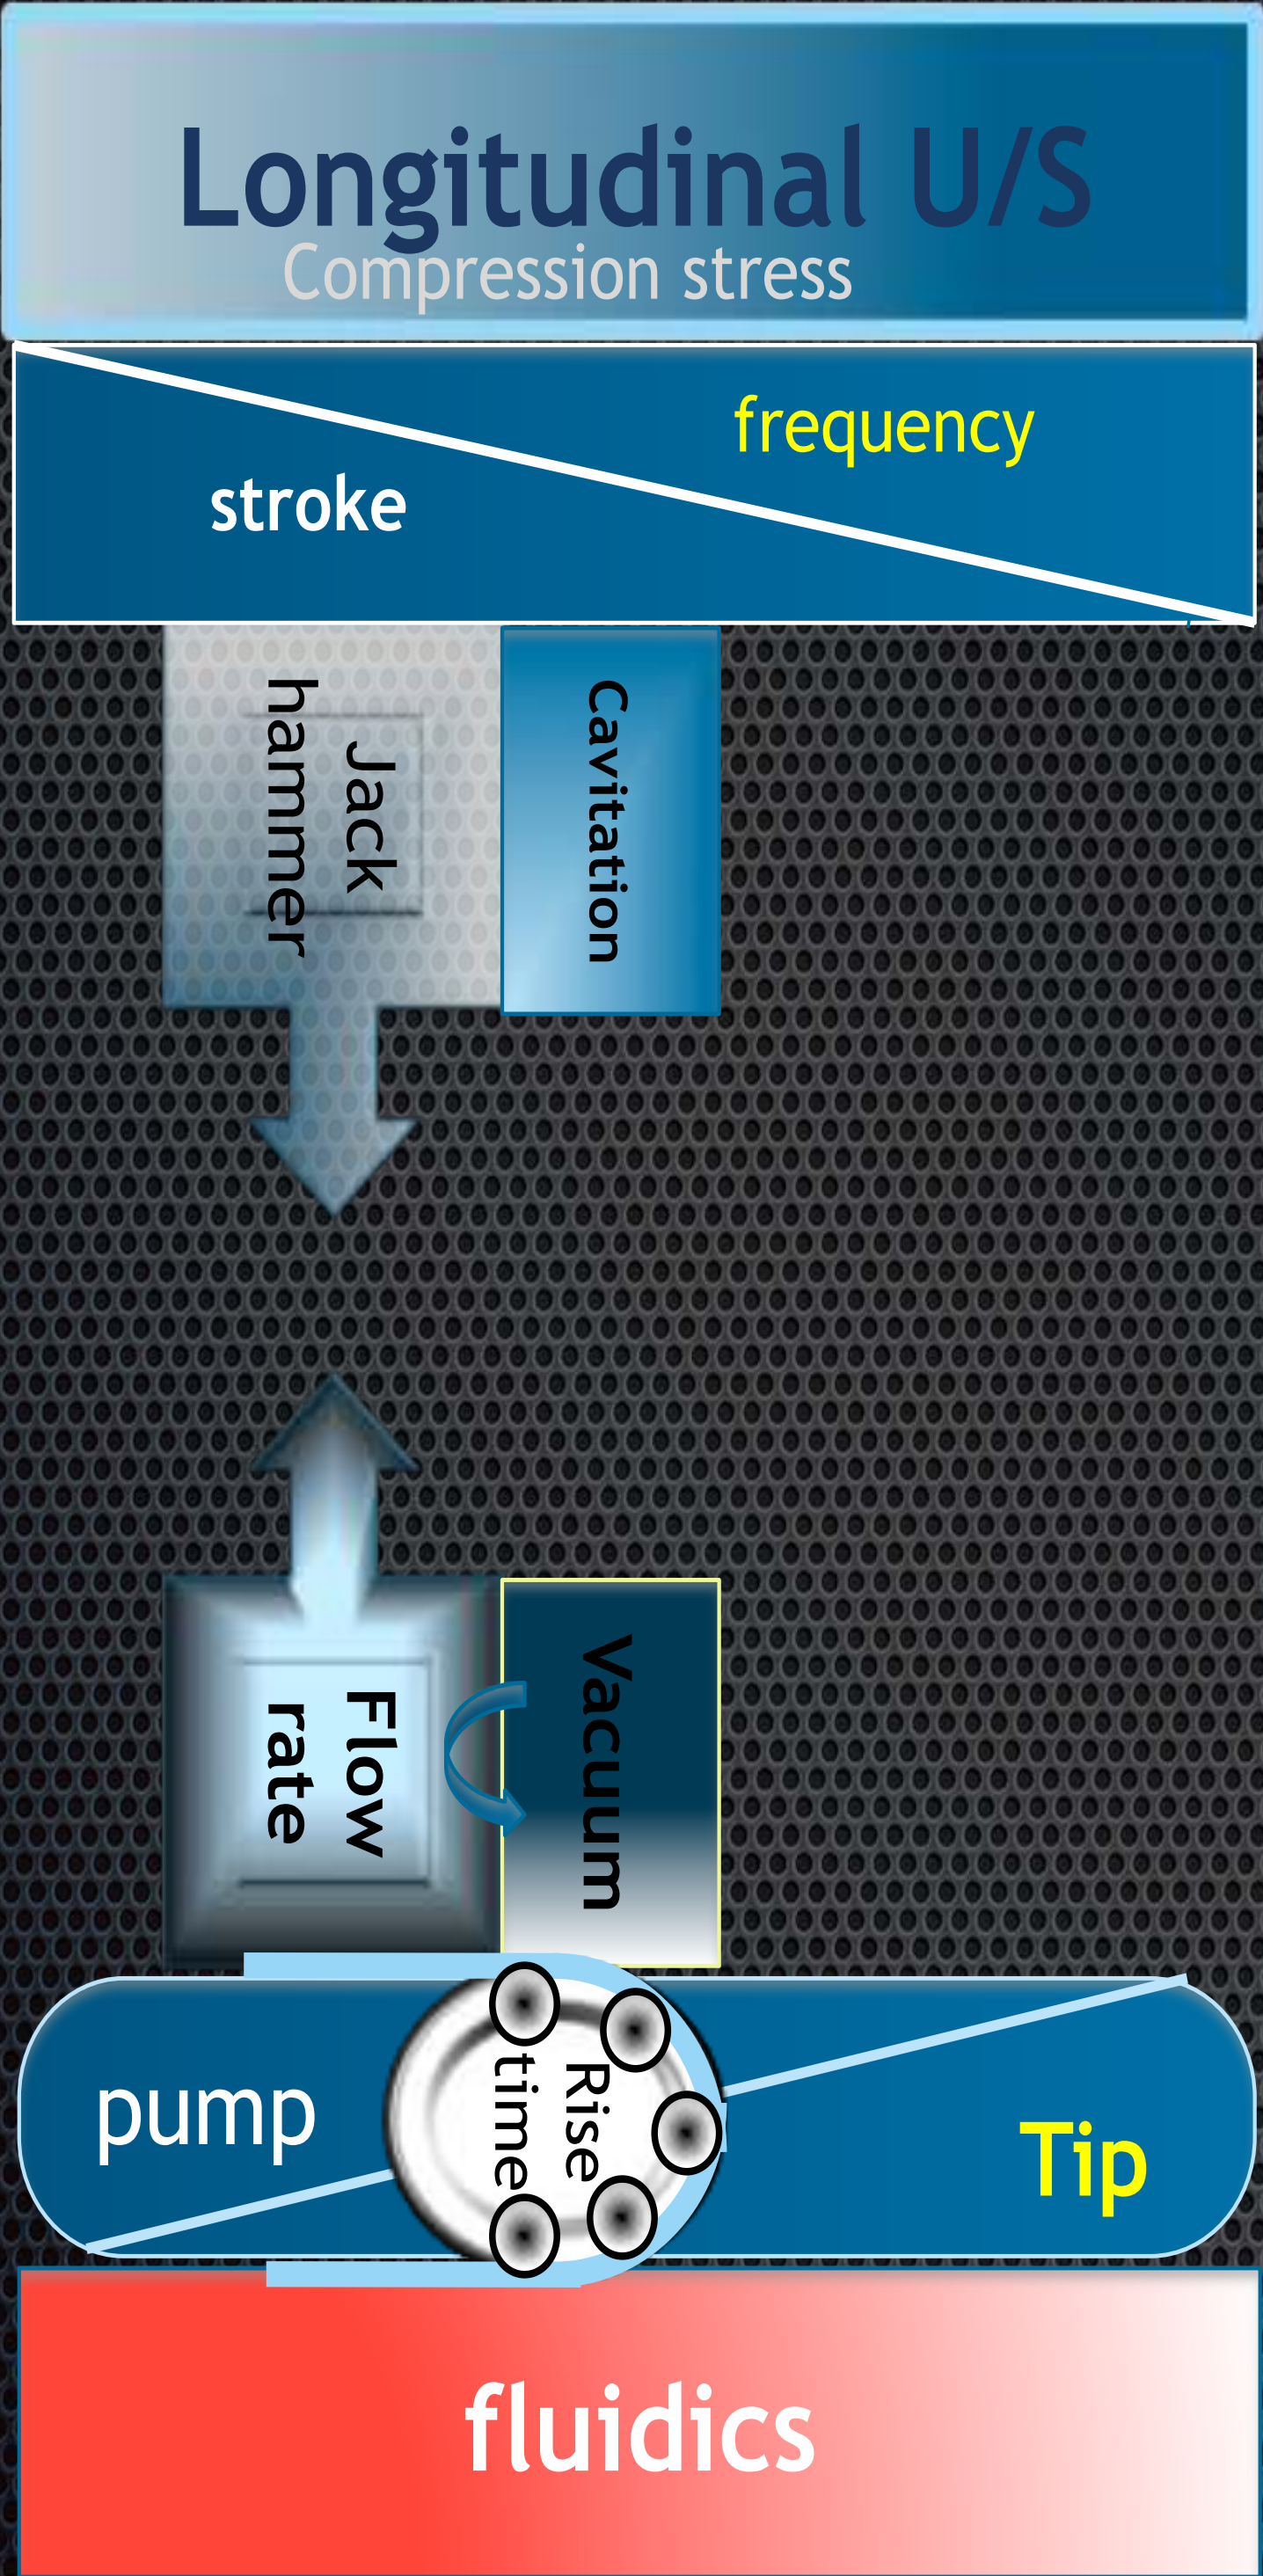 Longitudinal U/S
Compression stress
frequency
stroke
Jack
hammer
Cavitation
Flow
rate
Vacuum
pump
Rise
time
Tip
fluidics